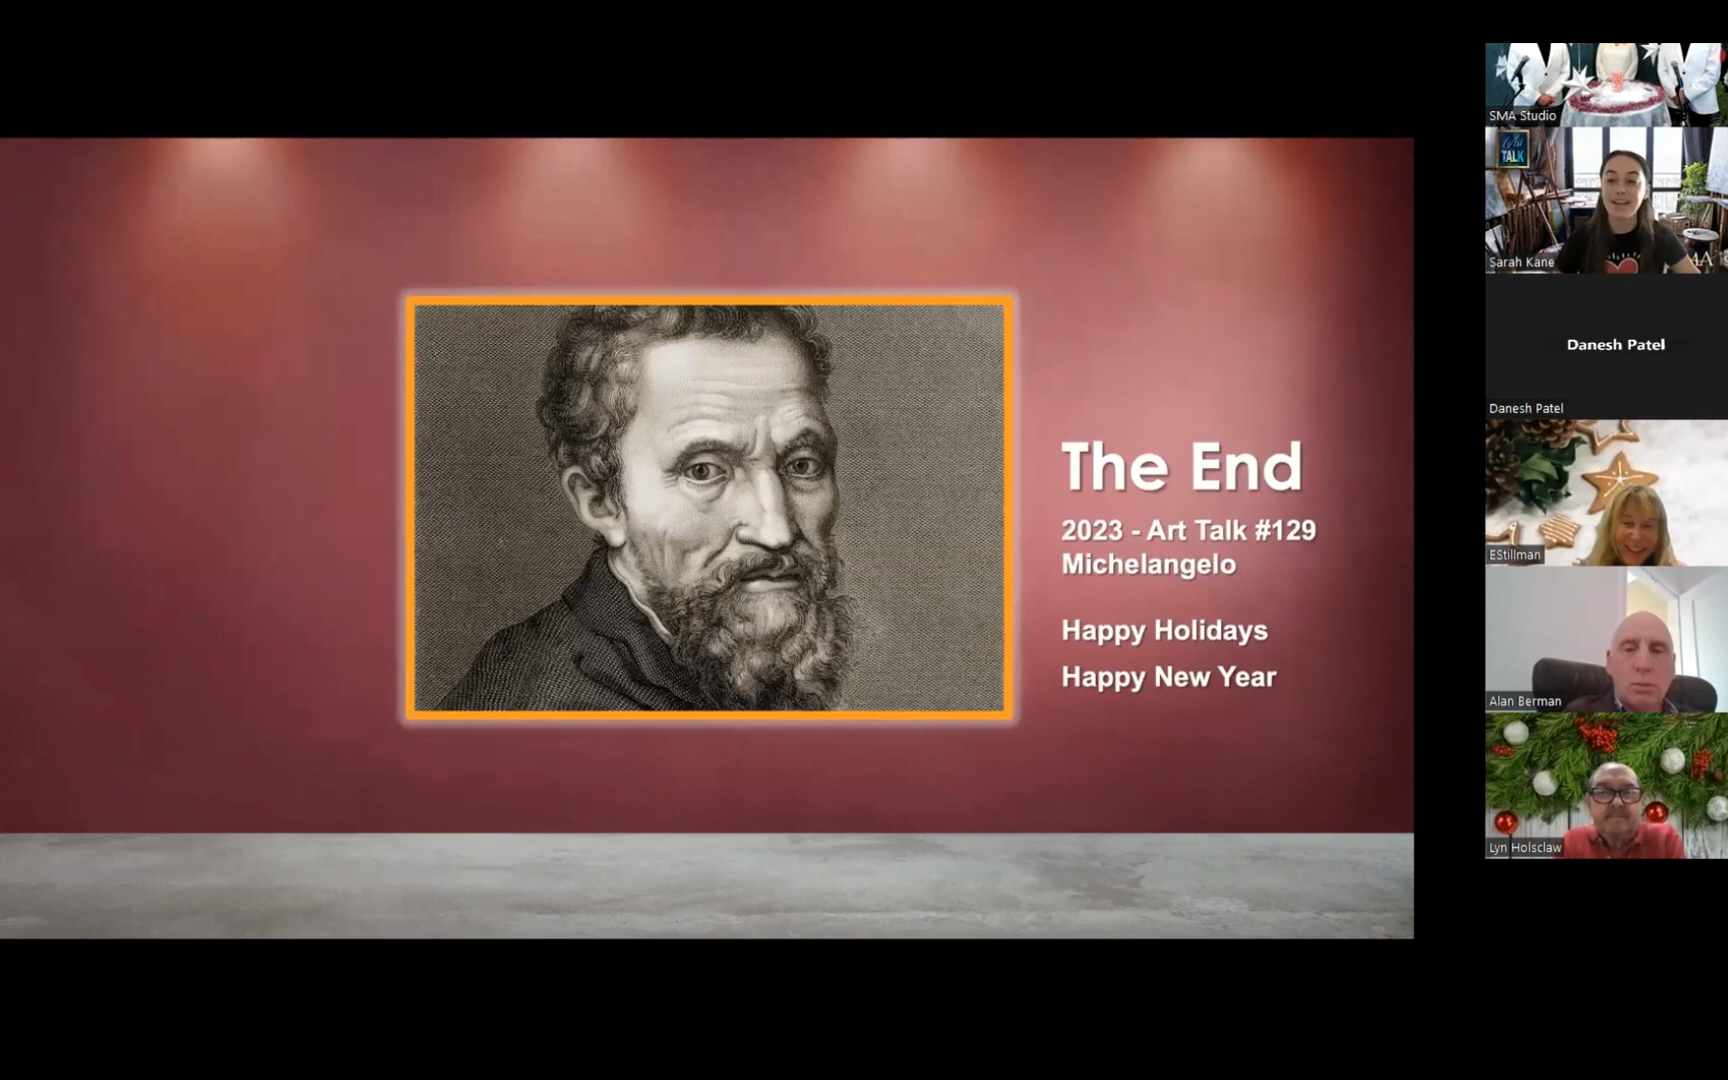 The End
2023 - Art Talk #129
Michelangelo
Happy Holidays
Happy New Year
SMA Studio
TALK
Sarah Kane
Danesh Patel
Danesh Patel
EStillman
Alan Berman
Lyn Holsclaw